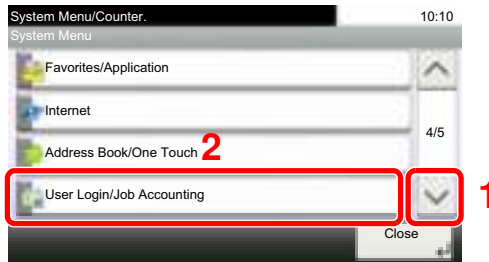 System Menu/Counter. 10:10
System Menu
Favorites/Application
Internet
4/5
Address Book/One Touch 2
User Login/Job Accounting 1
Close